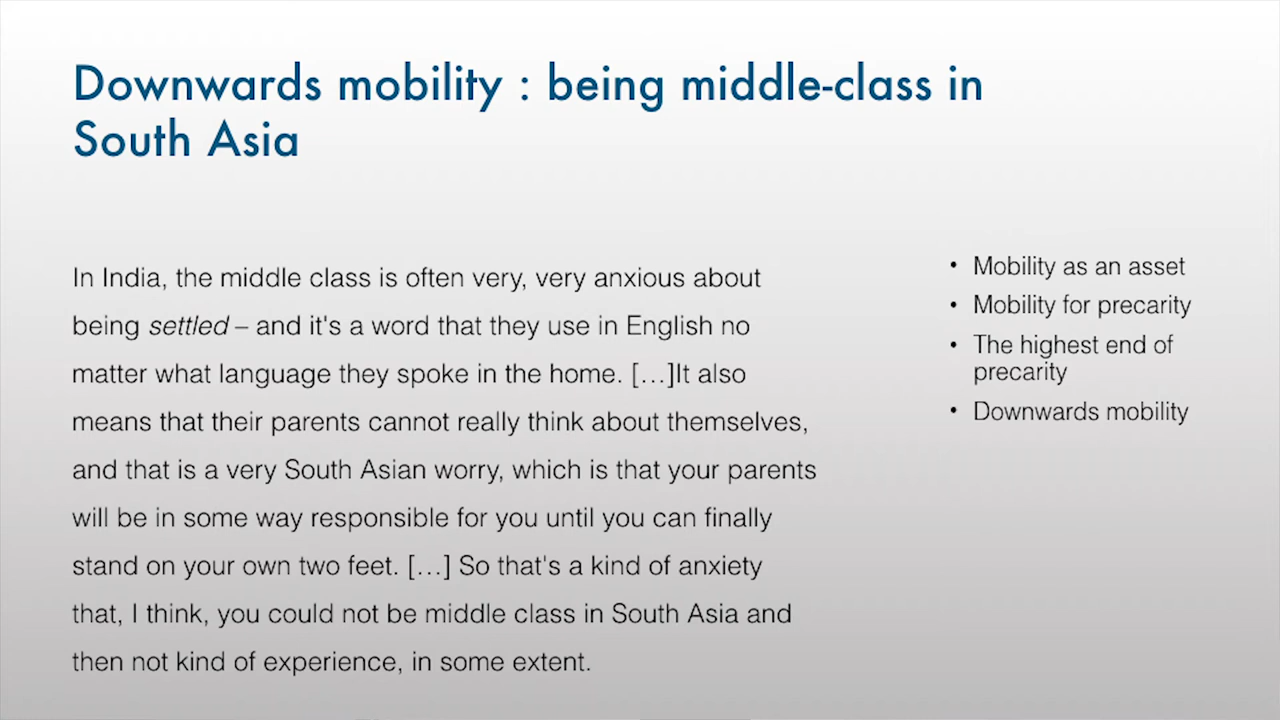 Downwards mobility : being middle-class in
South Asia
In India, the middle class is often very, very anxious about
being settled – and it's a word that they use in English no
matter what language they spoke in the home. […]It also
means that their parents cannot really think about themselves,
and that is a very South Asian worry, which is that your parents
will be in some way responsible for you until you can finally
stand on your own two feet. […] So that's a kind of anxiety
that, I think, you could not be middle class in South Asia and
then not kind of experience, in some extent.
• Mobility as an asset
• Mobility for precarity
• The highest end of
precarity
• Downwards mobility